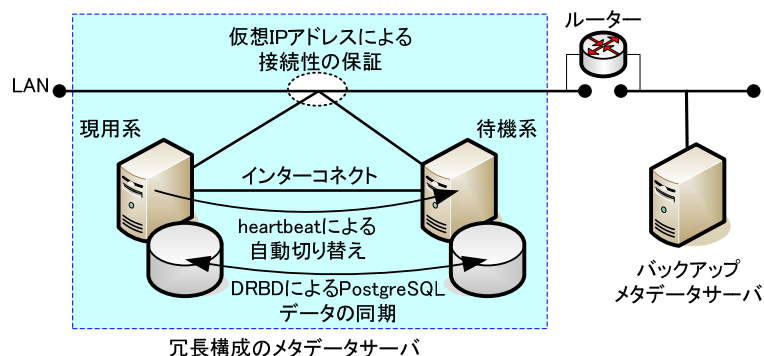 ルーター
仮想IPアドレスによる
接続性の保証
LAN
現用系
待機系
インターコネクト
heartbeatによる
自動切り替え
DRBDによるPostgreSQL
データの同期
バックアップ
メタデータサーバ
冗長構成のメタデータサーバ